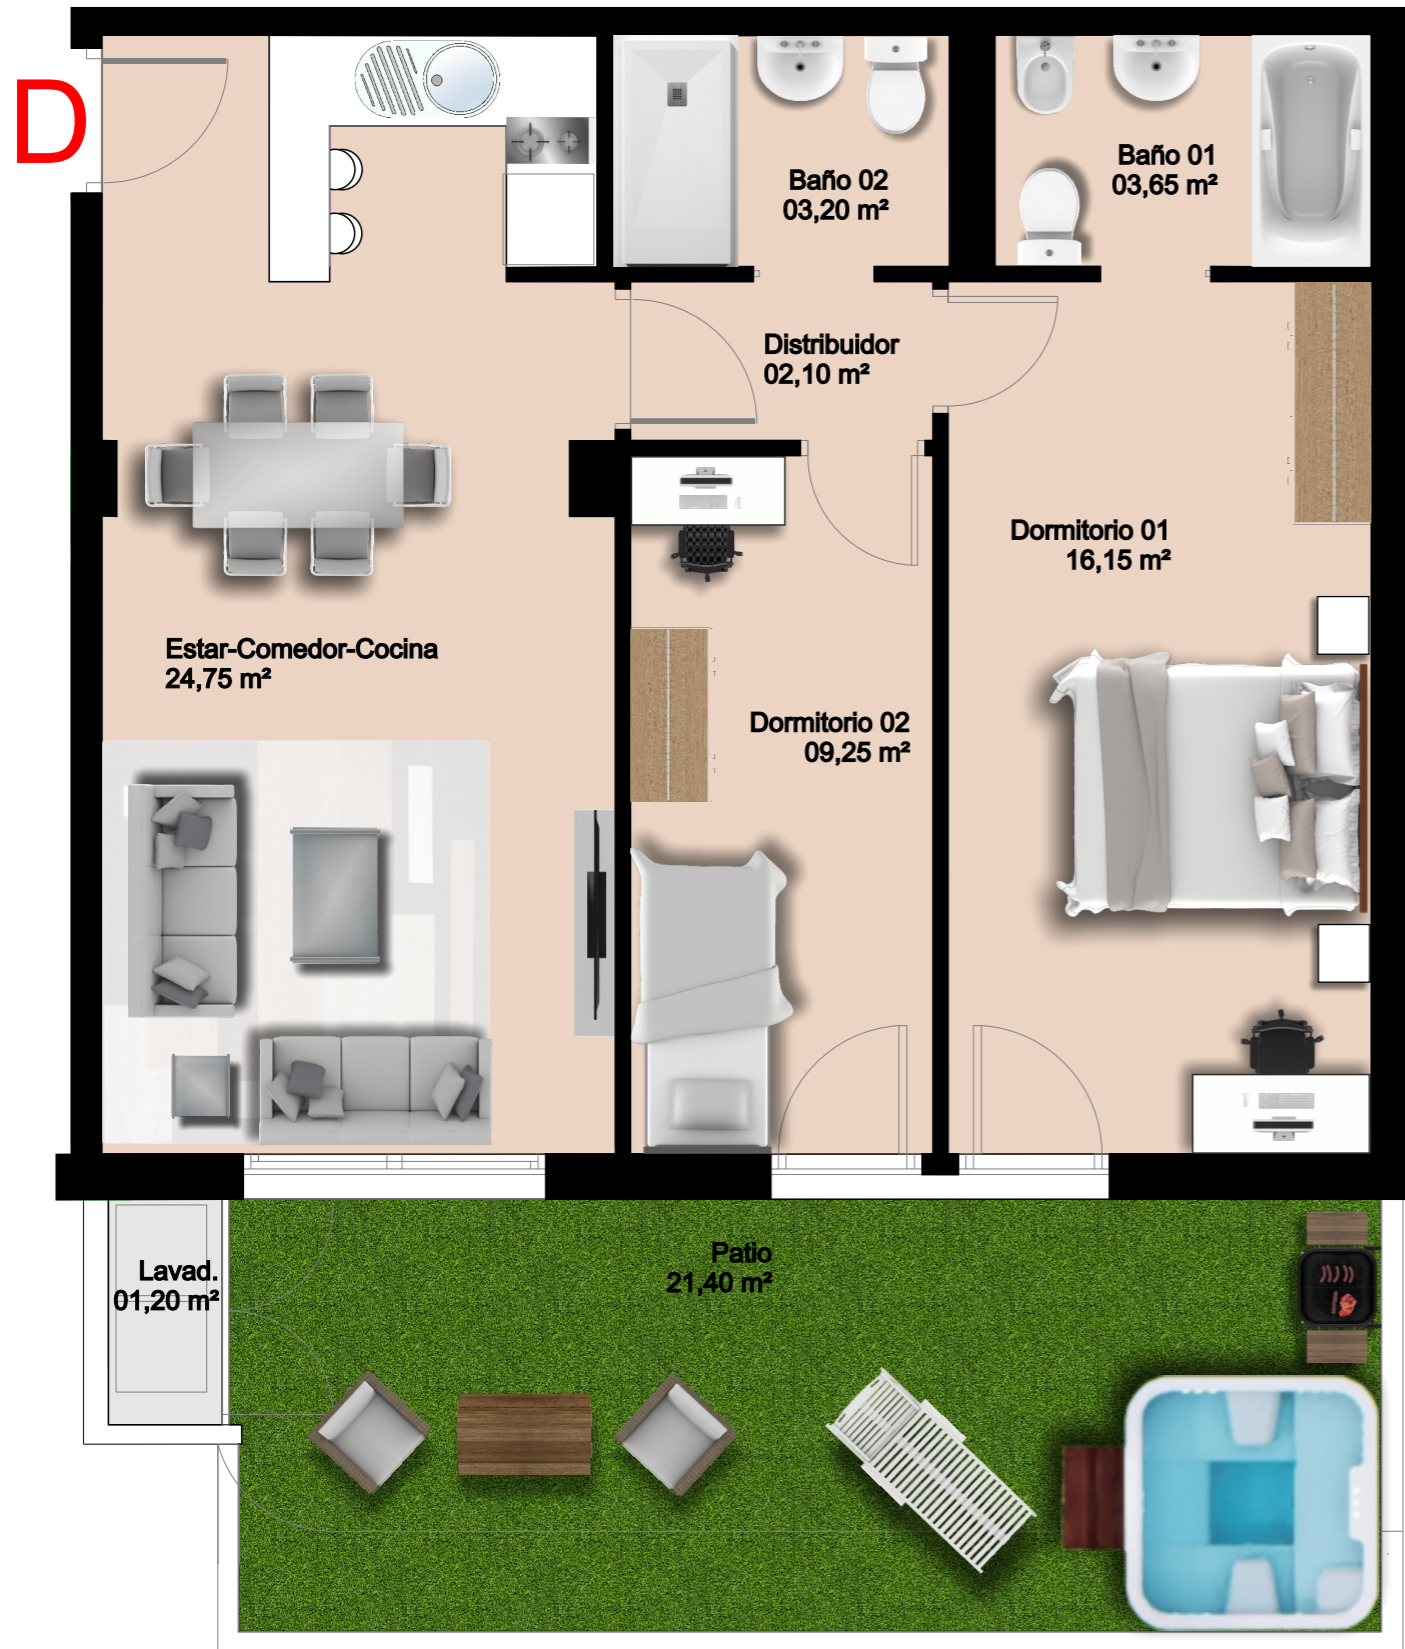 D
Baño 02
03,20 m²
Baño 01
03,65 m²
Distribuidor
02,10 m²
Dormitorio 01
16,15 m²
Estar-Comedor-Cocina
24,75 m²
Dormitorio 02
09,25 m²
Lavad.
01,20 m²
Patio
21,40 m²